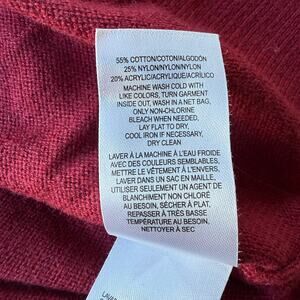 55% COTTON/COTON/ALGODÓN
25% NYLON/NYLON/NYLON
20% ACRYLIC/ACRYLIQUE/ACRÍLICO
MACHINE WASH COLD WITH
LIKE COLORS, TURN GARMENT
INSIDE OUT, WASH IN A NET BAG,
ONLY NON-CHLORINE
BLEACH WHEN NEEDED,
LAY FLAT TO DRY,
COOL IRON IF NECESSARY,
DRY CLEAN
LAVER À LA MACHINE À L'EAU FROIDE
AVEC DES COULEURS SEMBLABLES,
METTRE LE VÊTEMENT À L'ENVERS,
LAVER DANS UN SAC EN MAILLE,
UTILISER SEULEMENT UN AGENT DE
BLANCHIMENT NON CHLORÉ
AU BESOIN, SÉCHER À PLAT,
REPASSER À TRÈS BASSE
TEMPÉRATURE AU BESOIN,
NETTOYER À SEC